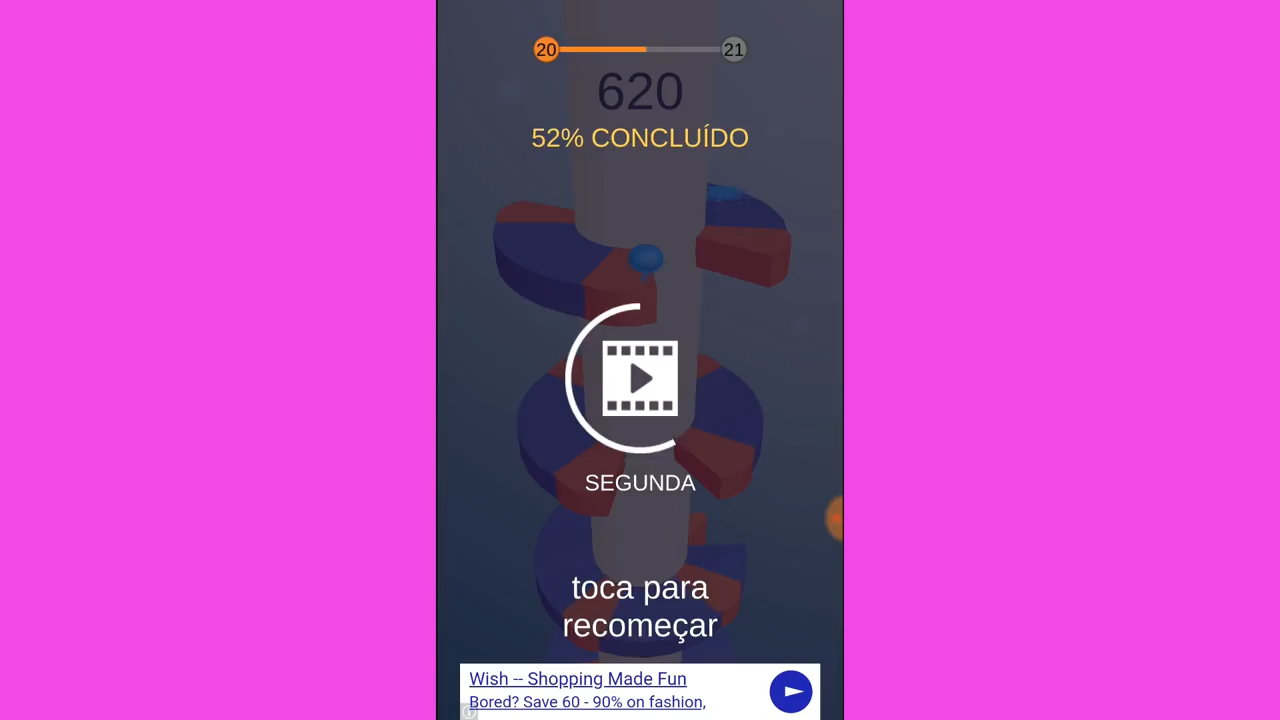 20 21
620
52% CONCLUÍDO
SEGUNDA
toca para
recomeçar
Wish -- Shopping Made Fun
Bored? Save 60 - 90% on fashion,